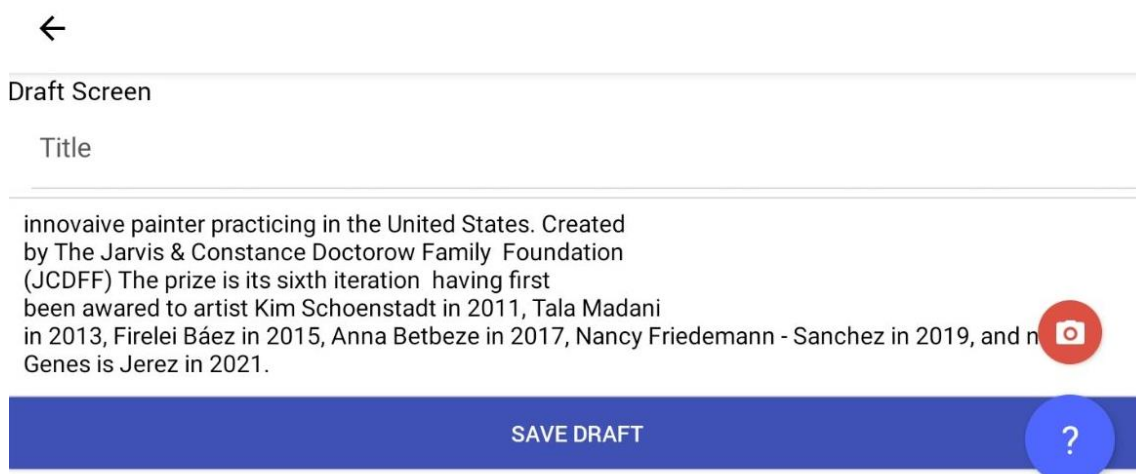 Draft Screen
Title
innovaive painter practicing in the United States. Created
by The Jarvis & Constance Doctorow Family  Foundation
(JCDFF) The prize is its sixth iteration  having first
been awared to artist Kim Schoenstadt in 2011, Tala Madani
in 2013, Firelei Báez in 2015, Anna Betbeze in 2017, Nancy Friedemann - Sanchez in 2019, and
Genes is Jerez in 2021.
SAVE DRAFT
?